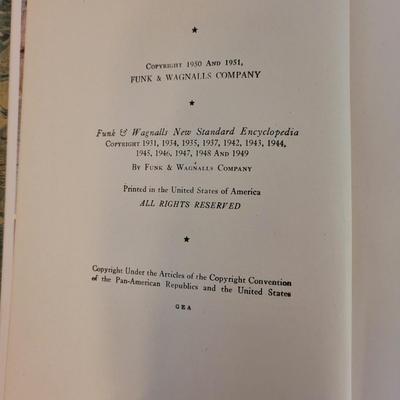 COPYRIGHT 1950 AND 1951,
FUNK & WAGNALLS COMPANY
Funk & Wagnalls New Standard Encyclopedia
COPYRIGHT 1931, 1934, 1935, 1937, 1942, 1943, 1944,
1945, 1946, 1947, 1948 AND 1949
BY FUNK & WAGNALLS COMPANY
Printed in the United States of America
ALL RIGHTS RESERVED
Copyright Under the Articles of the Copyright Convention
of the Pan-American Republics and the United States
GEA